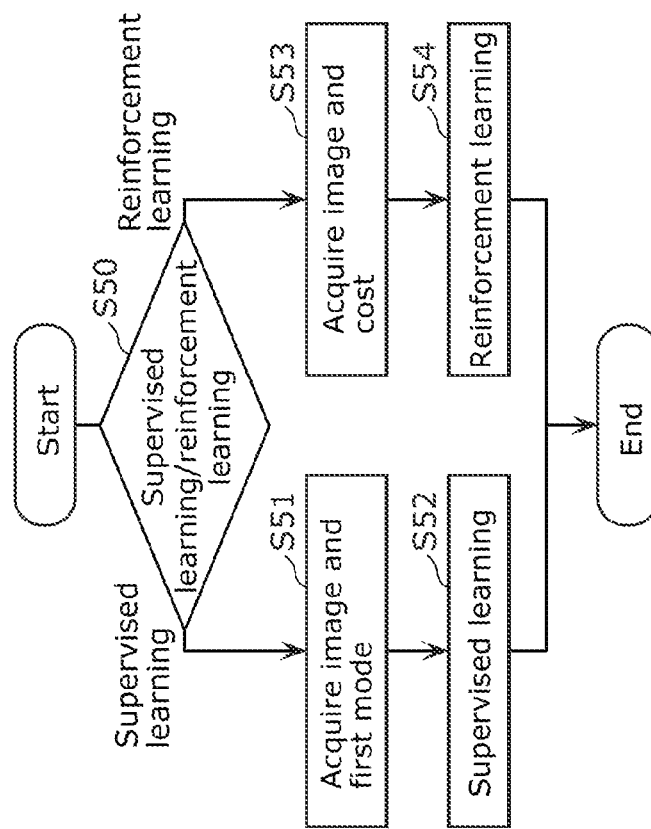 Start
S50
Supervised
learning/reinforcement
learning
Supervised
learning
Reinforcement
learning
S51
Acquire image and
first mode
S52
Supervised learning
S53
Acquire image and
cost
S54
Reinforcement learning
End